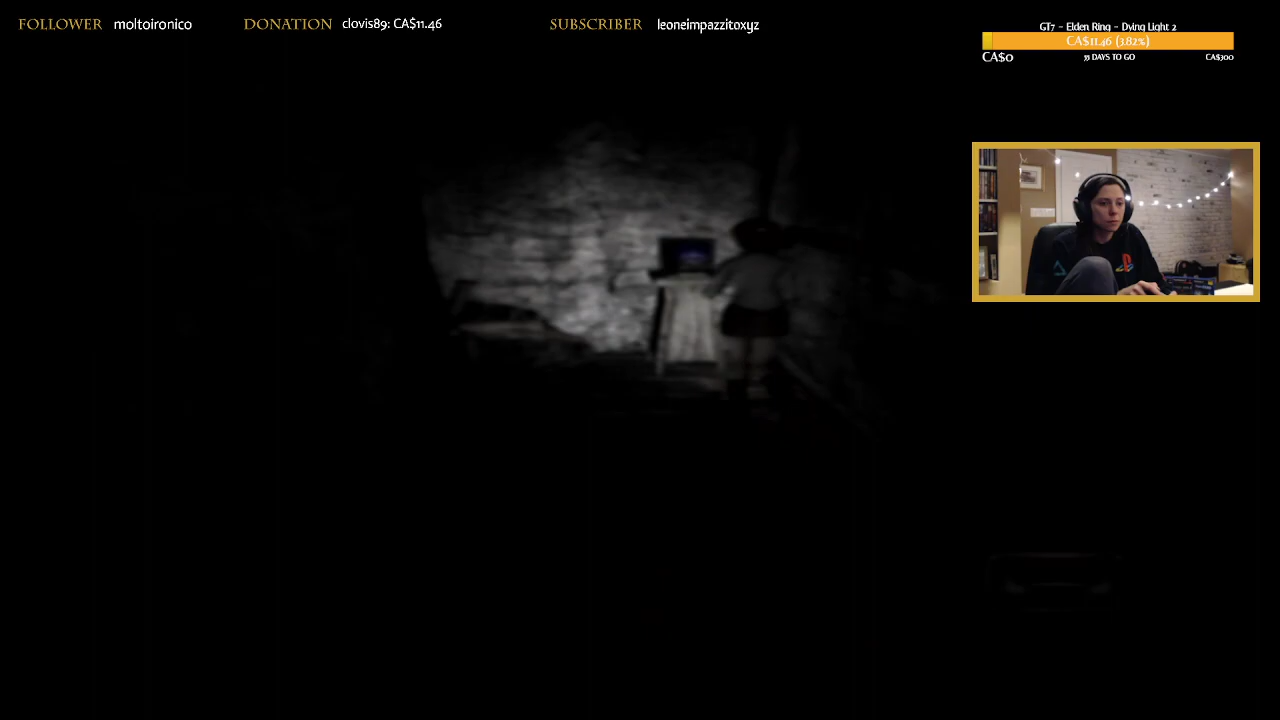 FOLLOWER moltoironico DONATION clovis89: CA$11.46 SUBSCRIBER leoneimpazzitoxyz
GT7 - Elden Ring - Dying Light 2
CA$11.46 (3.82%)
CA$0 33 DAYS TO GO CA$300